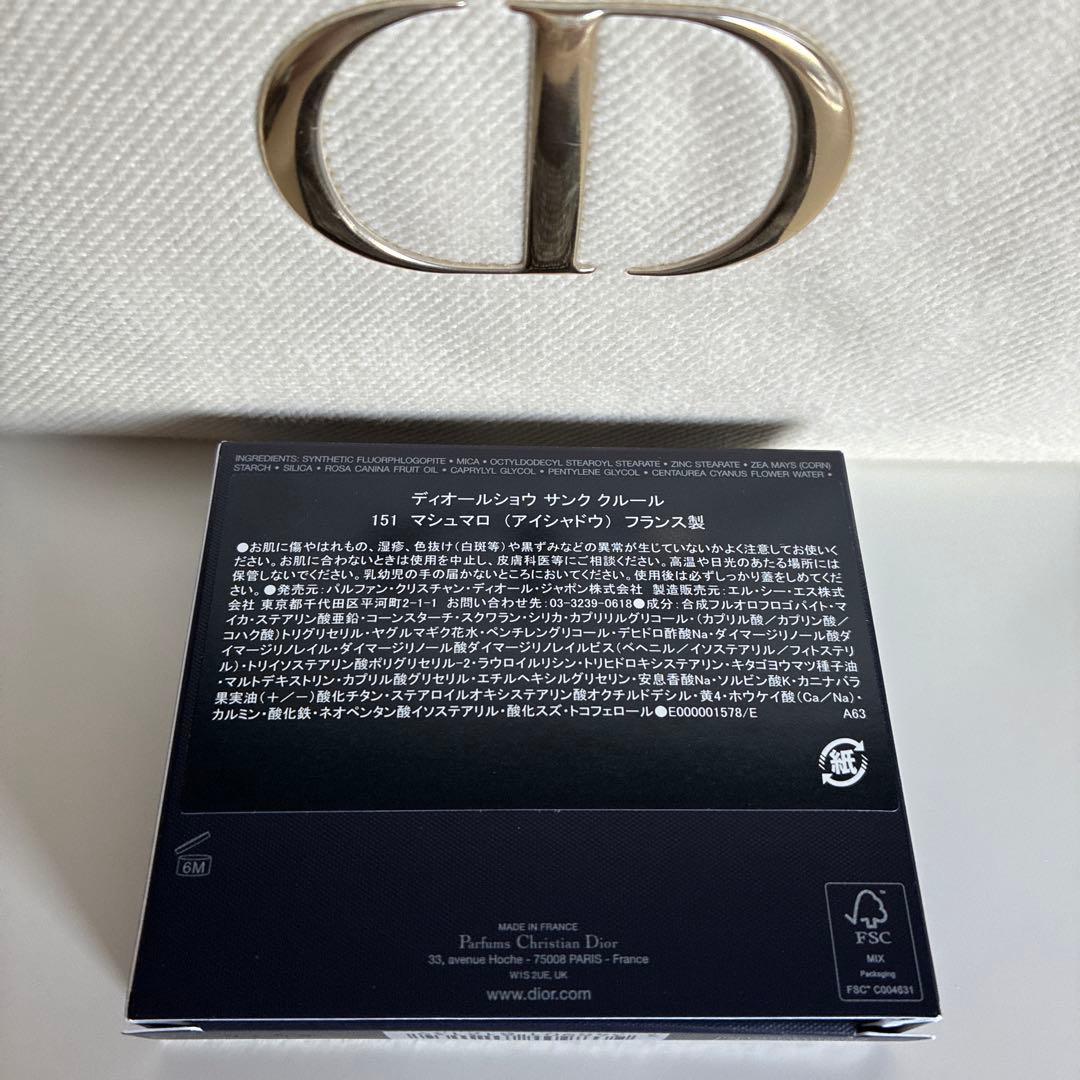 CD
INGREDIENTS: SYNTHETIC FLUORPHLOGOPITE • MICA • OCTYLDODECYL STEAROYL STEARATE • ZINC STEARATE • ZEA MAYS (CORN)
STARCH • SILICA • ROSA CANINA FRUIT OIL • CAPRYLYL GLYCOL • PENTYLENE GLYCOL • CENTAUREA CYANUS FLOWER WATER •
ディオールショウ サンク クルール
151 マシュマロ （アイシャドウ） フランス製
●お肌に傷やはれもの、湿疹、色抜け(白斑等)や黒ずみなどの異常が生じていないかよく注意してお使いく
ださい。お肌に合わないときは使用を中止し、皮膚科医等にご相談ください。高温や日光のあたる場所には
保管しないでください。乳幼児の手の届かないところにおいてください。使用後は必ずしっかり蓋をしめてくだ
さい。●発売元：パルファン・クリスチャン・ディオール・ジャポン株式会社 製造販売元：エル・シー・エス株式
会社 東京都千代田区平河町2-1-1 お問い合わせ先：03-3239-0618●成分：合成フルオロフロゴパイト・マ
イカ・ステアリン酸亜鉛・コーンスターチ・スクワラン・シリカ・カプリリルグリコール・（カプリル酸／カプリン酸／
コハク酸）トリグリセリル・ヤグルマギク花水・ペンチレングリコール・デヒドロ酢酸Na・ダイマージリノール酸ダ
イマージリノレイル・ダイマージリノール酸ダイマージリノレイルビス（ベヘニル／イソステアリル／フィトステリ
ル）・トリイソステアリン酸ポリグリセリル-2・ラウロイルリシン・トリヒドロキシステアリン・キタゴヨウマツ種子油
・マルトデキストリン・カプリル酸グリセリル・エチルヘキシルグリセリン・安息香酸Na・ソルビン酸K・カニナバラ
果実油（＋／－）酸化チタン・ステアロイルオキシステアリン酸オクチルドデシル・黄4・ホウケイ酸（Ca／Na）・
カルミン・酸化鉄・ネオペンタン酸イソステアリル・酸化スズ・トコフェロール●E000001578/E A63
紙
6M
MADE IN FRANCE
Parfums Christian Dior
33, avenue Hoche - 75008 PARIS - France
W1S 2UE, UK
www.dior.com
FSC
MIX
Packaging
FSC™ C004631